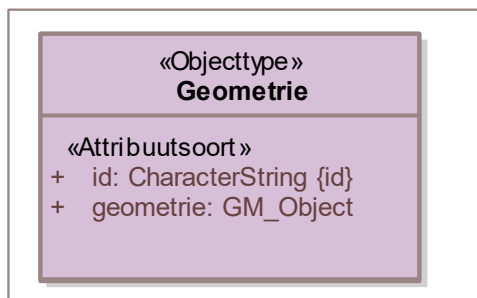 «Objecttype»
Geometrie
«Attribuutsoort»
+ id: CharacterString {id}
+ geometrie: GM_Object